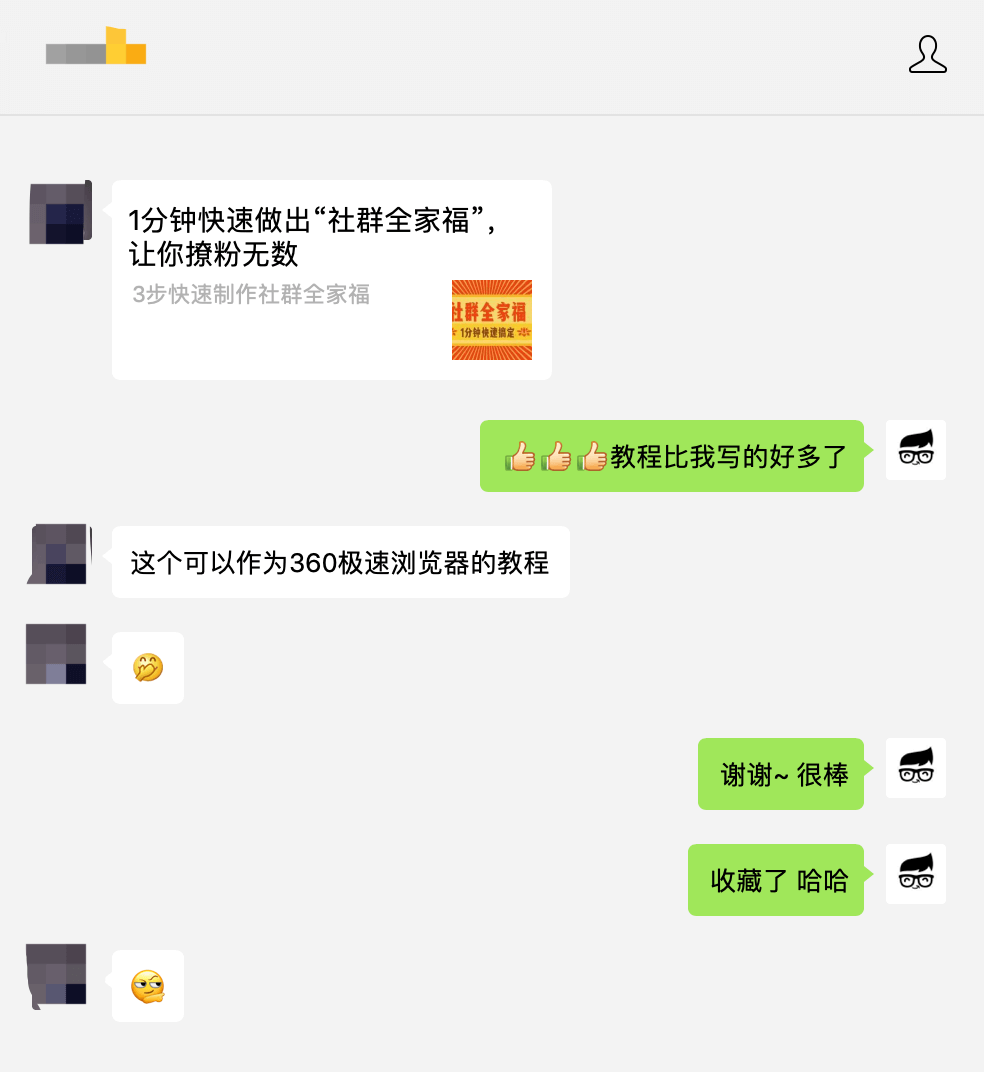 1分钟快速做出“社群全家福”，
让你撩粉无数
3步快速制作社群全家福
社群全家福
1分钟快速搞定
👍👍👍教程比我写的好多了
这个可以作为360极速浏览器的教程
🤭
谢谢~ 很棒
收藏了 哈哈